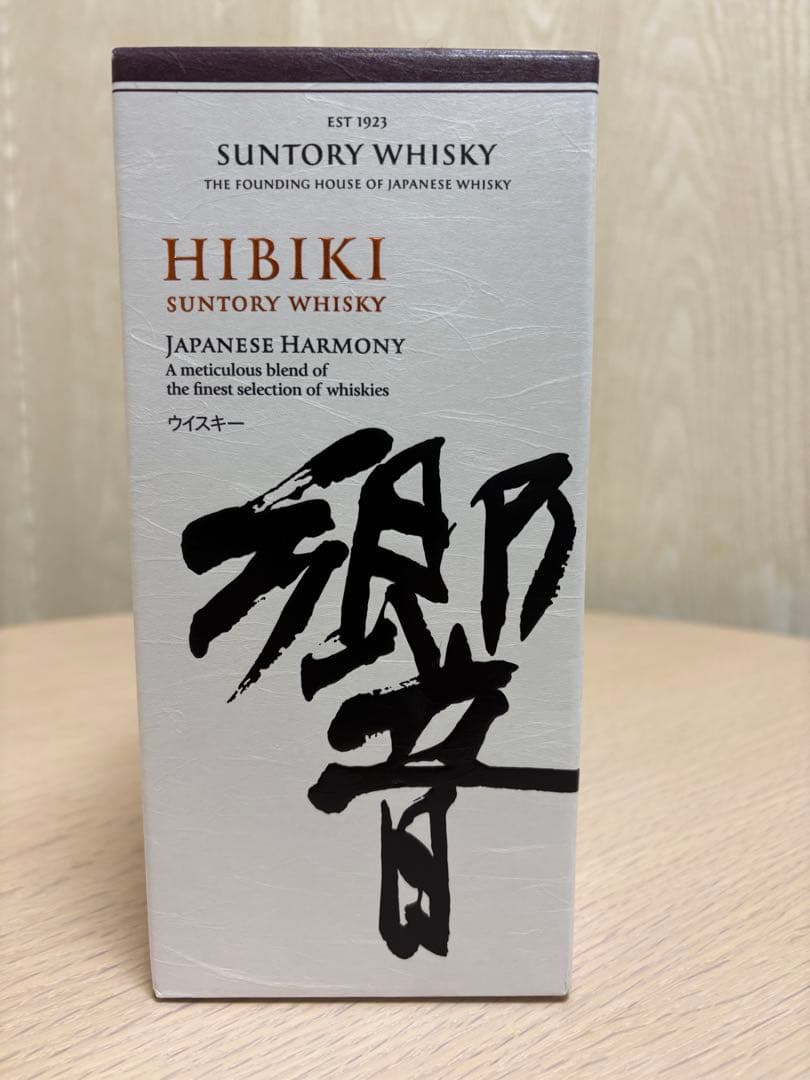 EST 1923
SUNTORY WHISKY
THE FOUNDING HOUSE OF JAPANESE WHISKY
HIBIKI
SUNTORY WHISKY
JAPANESE HARMONY
A meticulous blend of
the finest selection of whiskies
ウイスキー
響